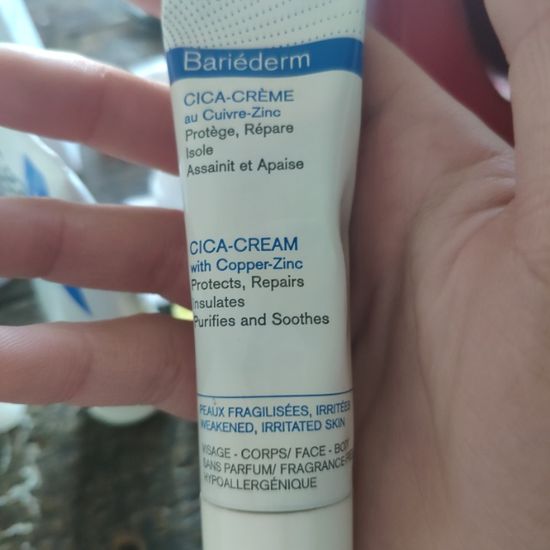 Bariéderm
CICA-CRÈME
au Cuivre-Zinc
Protège, Répare
Isole
Assainit et Apaise
CICA-CREAM
with Copper-Zinc
Protects, Repairs
Insulates
Purifies and Soothes
PEAUX FRAGILISÉES, IRRITÉES
WEAKENED, IRRITATED SKIN
VISAGE - CORPS/ FACE - BODY
SANS PARFUM/ FRAGRANCE-FREE
HYPOALLERGÉNIQUE